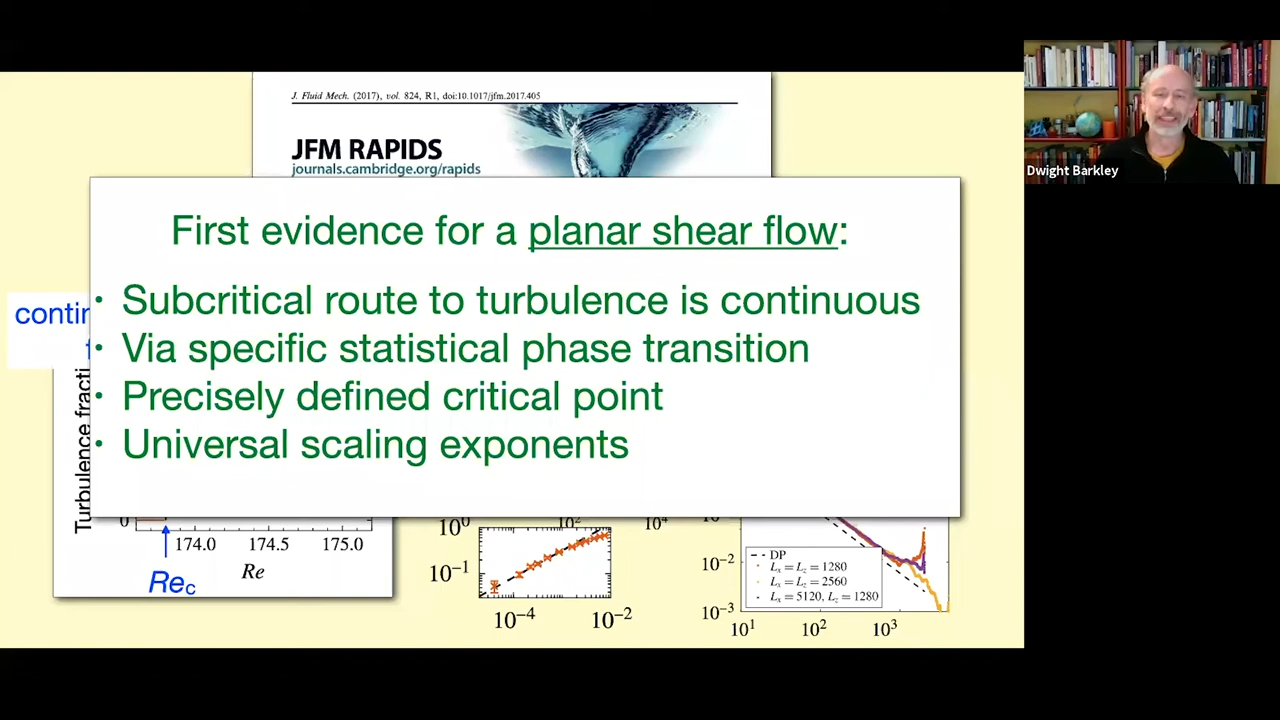 J. Fluid Mech. (2017), vol. 824, R1, doi:10.1017/jfm.2017.405
JFM RAPIDS
journals.cambridge.org/rapids
Dwight Barkley
First evidence for a planar shear flow:
• Subcritical route to turbulence is continuous
• Via specific statistical phase transition
• Precisely defined critical point
• Universal scaling exponents
Turbulence fracti
0
174.0 174.5 175.0
Re
Rec
10⁰
10⁻¹
10²
10⁴
10⁻⁴ 10⁻²
10⁻²
10⁻³
10¹ 10² 10³
DP
Lx = Lz = 1280
Lx = Lz = 2560
Lx = 5120, Lz = 1280